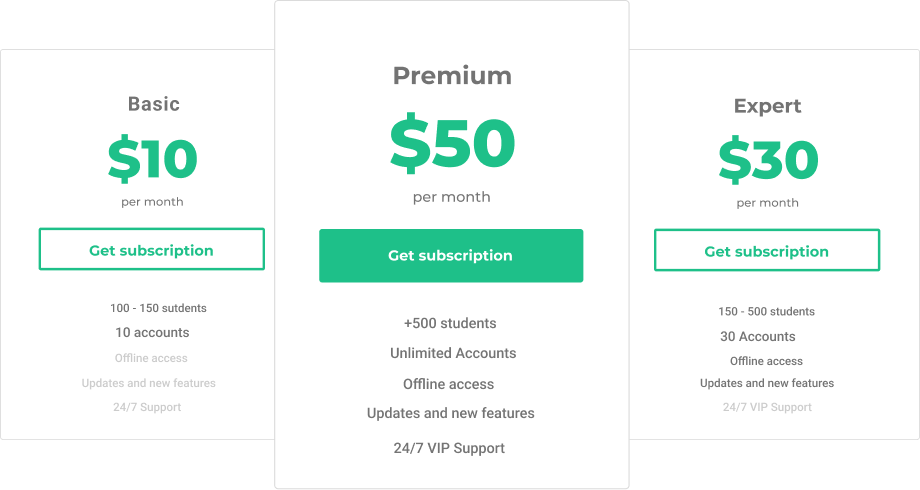 Basic
$10
per month
Get subscription
100 - 150 sutdents
10 accounts
Offline access
Updates and new features
24/7 Support
Premium
$50
per month
Get subscription
+500 students
Unlimited Accounts
Offline access
Updates and new features
24/7 VIP Support
Expert
$30
per month
Get subscription
150 - 500 students
30 Accounts
Offline access
Updates and new features
24/7 VIP Support